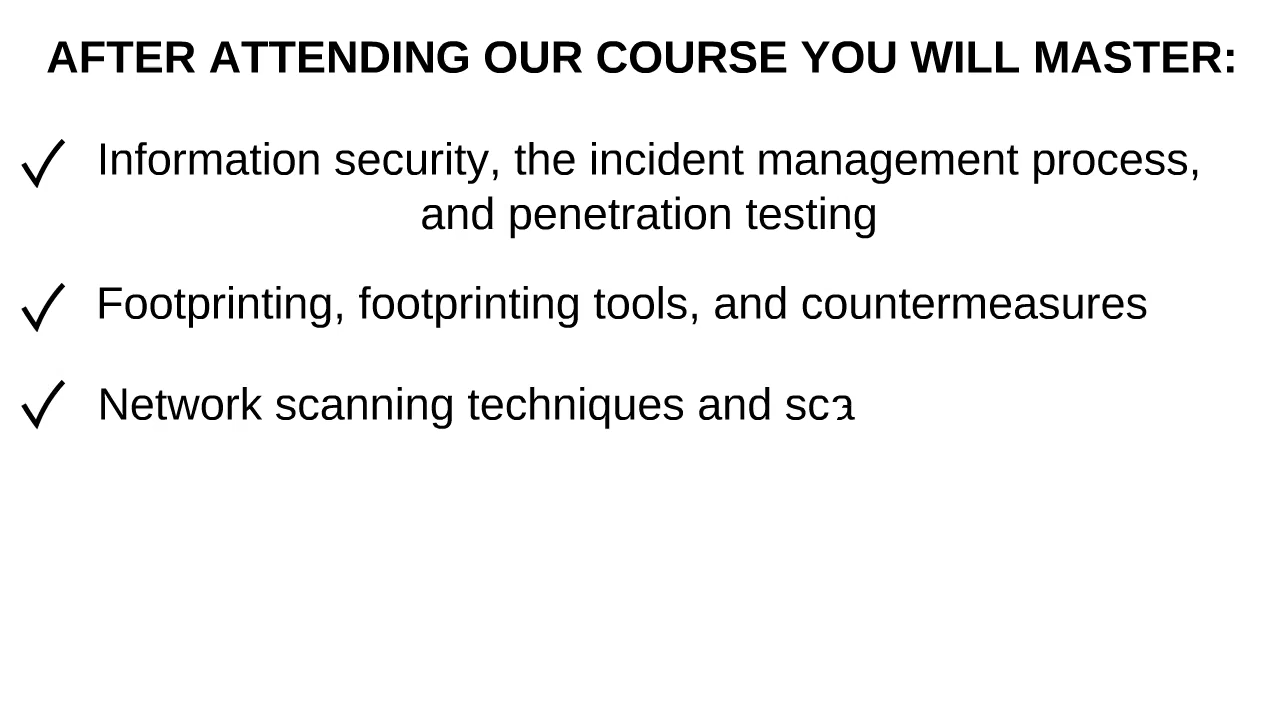 AFTER ATTENDING OUR COURSE YOU WILL MASTER:
✓ Information security, the incident management process,
and penetration testing
✓ Footprinting, footprinting tools, and countermeasures
✓ Network scanning techniques and sca